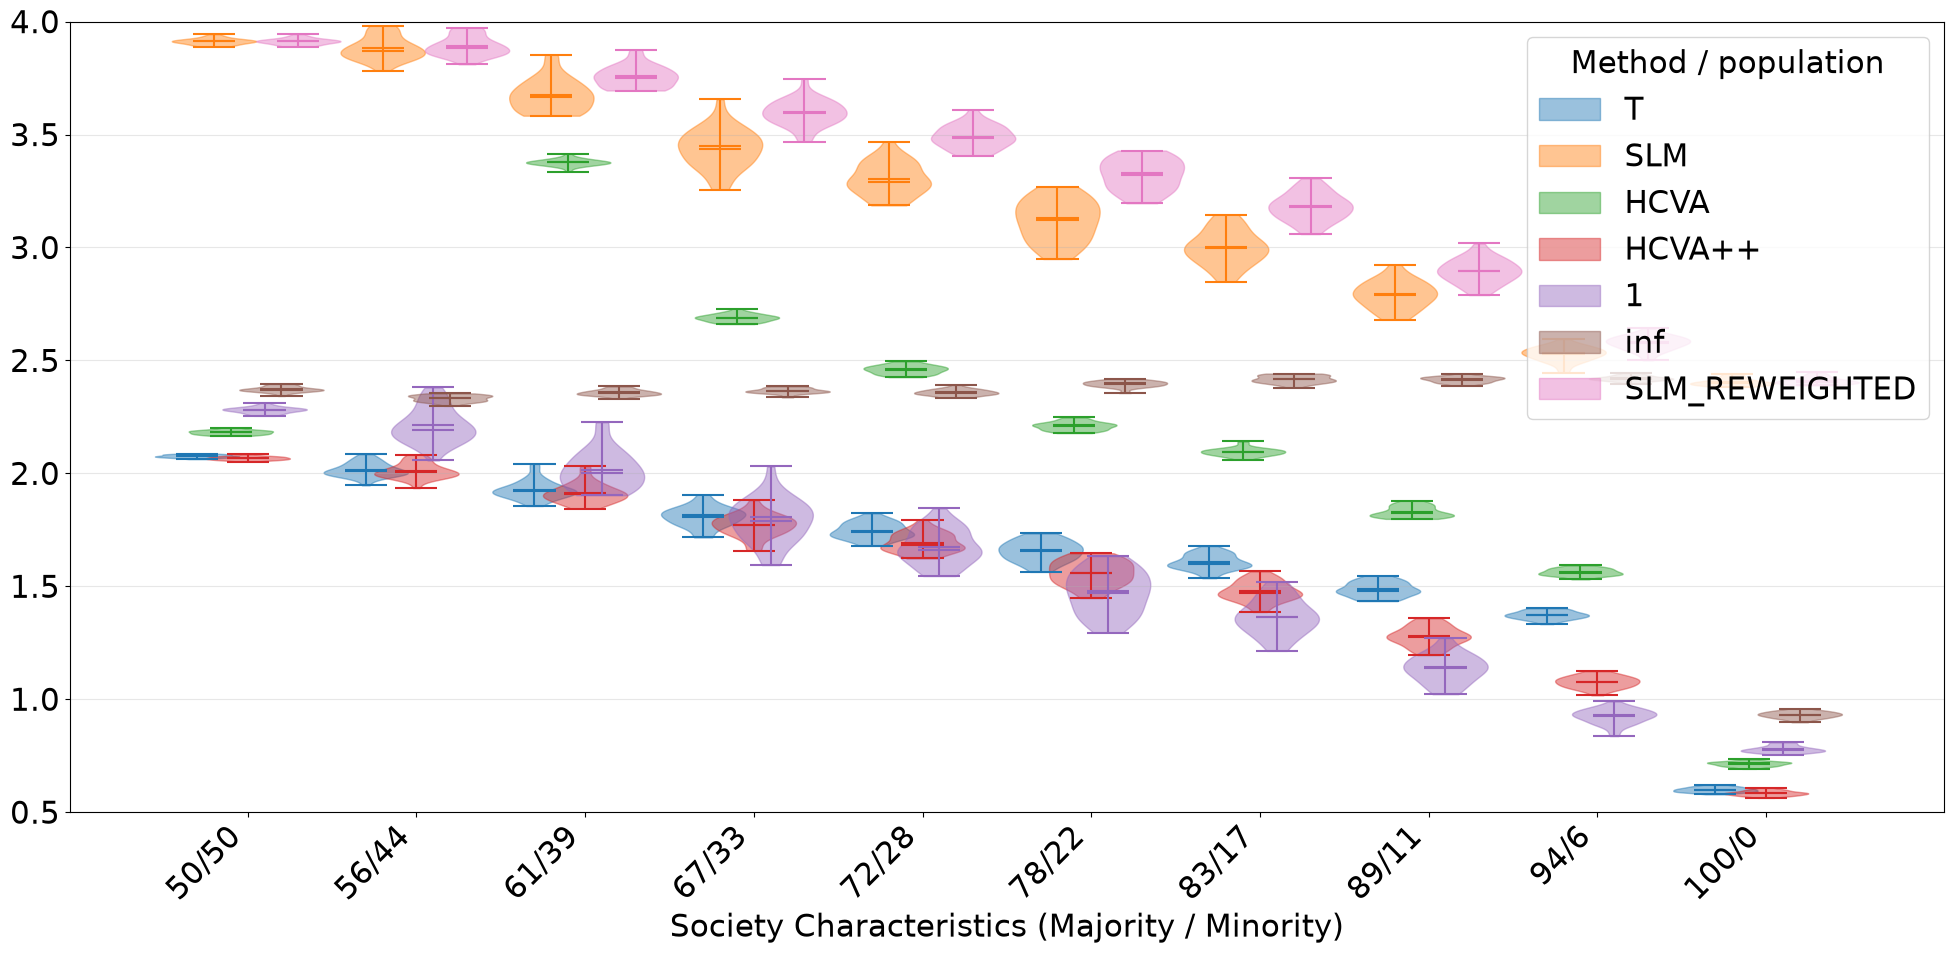 4.0
3.5
3.0
2.5
2.0
1.5
1.0
0.5
Method / population
T
SLM
HCVA
HCVA++
1
inf
SLM_REWEIGHTED
50/50
56/44
61/39
67/33
72/28
78/22
83/17
89/11
94/6
100/0
Society Characteristics (Majority / Minority)